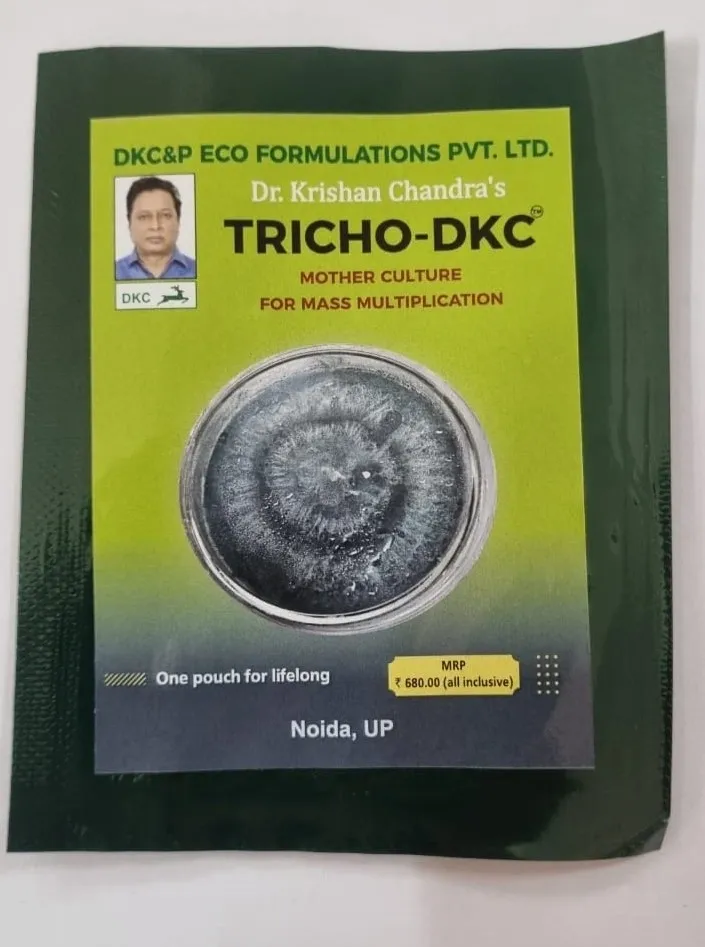 DKC&P ECO FORMULATIONS PVT. LTD.
Dr. Krishan Chandra's
TRICHO-DKC™
DKC
MOTHER CULTURE
FOR MASS MULTIPLICATION
One pouch for lifelong
MRP
₹ 680.00 (all inclusive)
Noida, UP